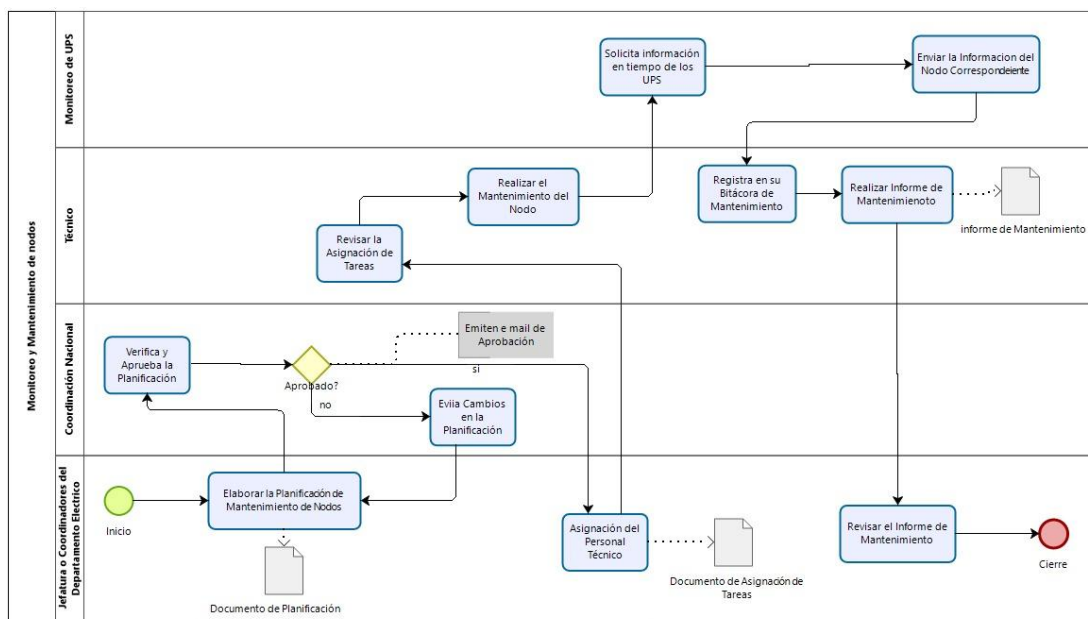 Monitoreo y Mantenimiento de nodos
Monitoreo de UPS
Solicita información
en tiempo de los
UPS
Enviar la Informacion del
Nodo Correspondeiente
Técnico
Realizar el
Mantenimiento del
Nodo
Revisar la
Asignación de
Tareas
Registra en su
Bitácora de
Mantenimiento
Realizar Informe de
Mantenimienoto
informe de Mantenimiento
Coordinación Nacional
Verifica y
Aprueba la
Planificación
Aprobado?
Emiten e mail de
Aprobación
si
no
Eviia Cambios
en la
Planificación
Jefatura o Coordinadores del
Departamento Electrico
Inicio
Elaborar la Planificación de
Mantenimiento de Nodos
Documento de Planificación
Asignación del
Personal
Técnico
Documento de Asignación de
Tareas
Revisar el Informe de
Mantenimiento
Cierre